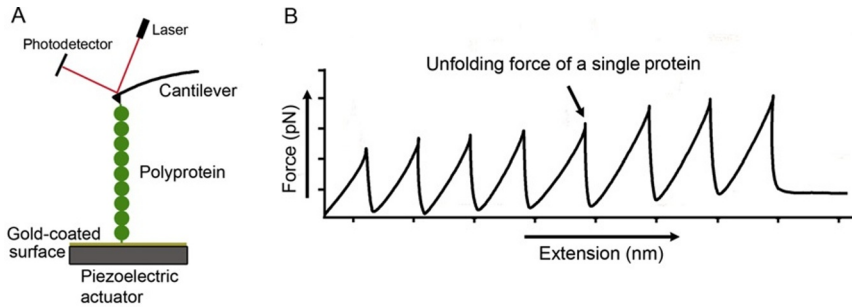 A
Laser
Photodetector
Cantilever
Polyprotein
Gold-coated
surface
Piezoelectric
actuator
B
Unfolding force of a single protein
Force (pN)
Extension (nm)